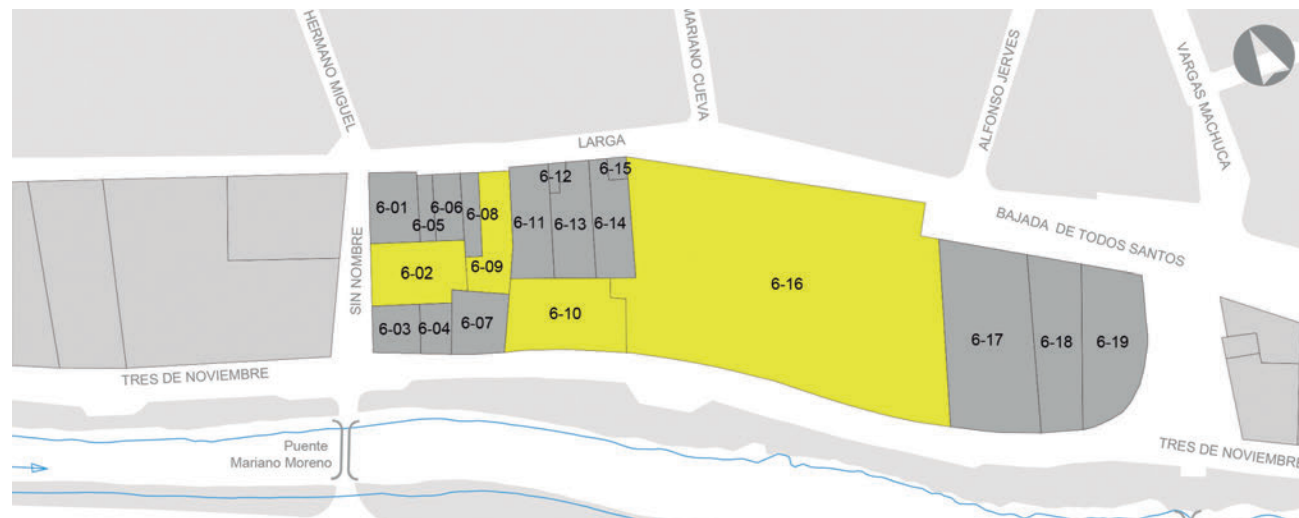 HERMANO MIGUEL
MARIANO CUEVA
ALFONSO JERVES
VARGAS MACHUCA
LARGA
BAJADA DE TODOS SANTOS
SIN NOMBRE
6-01
6-05
6-06
6-08
6-12
6-15
6-11
6-13
6-14
6-02
6-09
6-16
6-03
6-04
6-07
6-10
6-17
6-18
6-19
TRES DE NOVIEMBRE
Puente
Mariano Moreno
TRES DE NOVIEMBRE